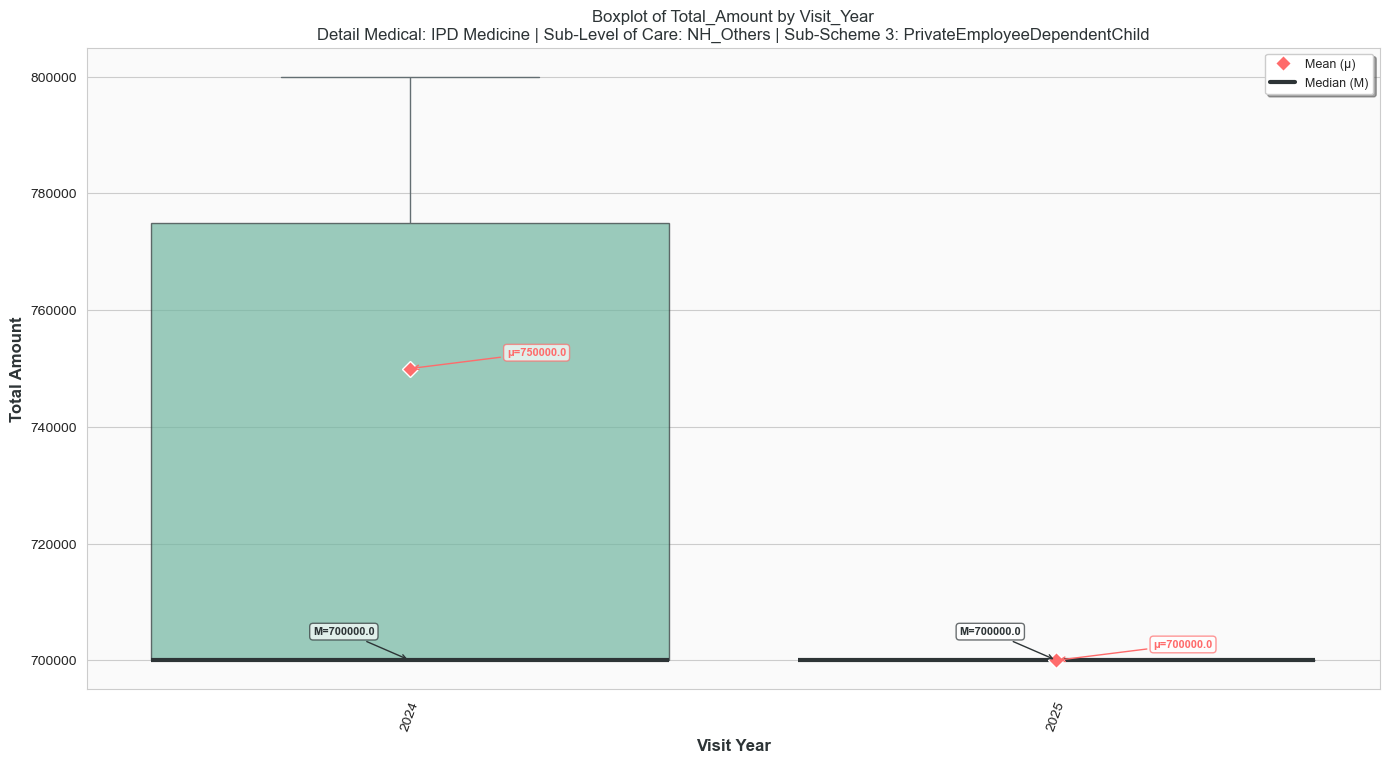 Boxplot of Total_Amount by Visit_Year
Detail Medical: IPD Medicine | Sub-Level of Care: NH_Others | Sub-Scheme 3: PrivateEmployeeDependentChild
Mean (μ)
Median (M)
Total Amount
800000
780000
760000
740000
720000
700000
μ=750000.0
M=700000.0
M=700000.0
μ=700000.0
2024
2025
Visit Year